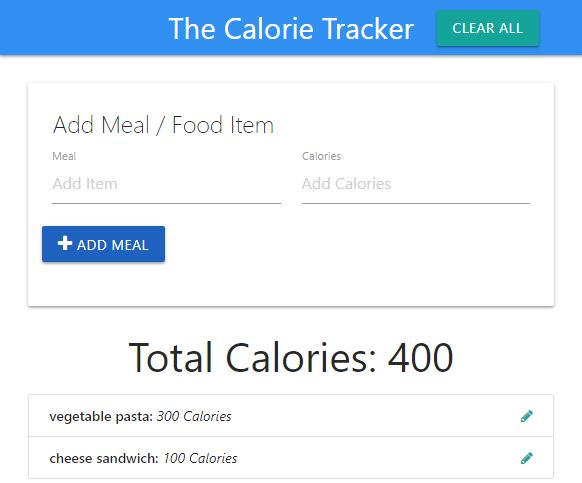 The Calorie Tracker CLEAR ALL
Add Meal / Food Item
Meal Calories
Add Item Add Calories
ADD MEAL
Total Calories: 400
vegetable pasta: 300 Calories
cheese sandwich: 100 Calories